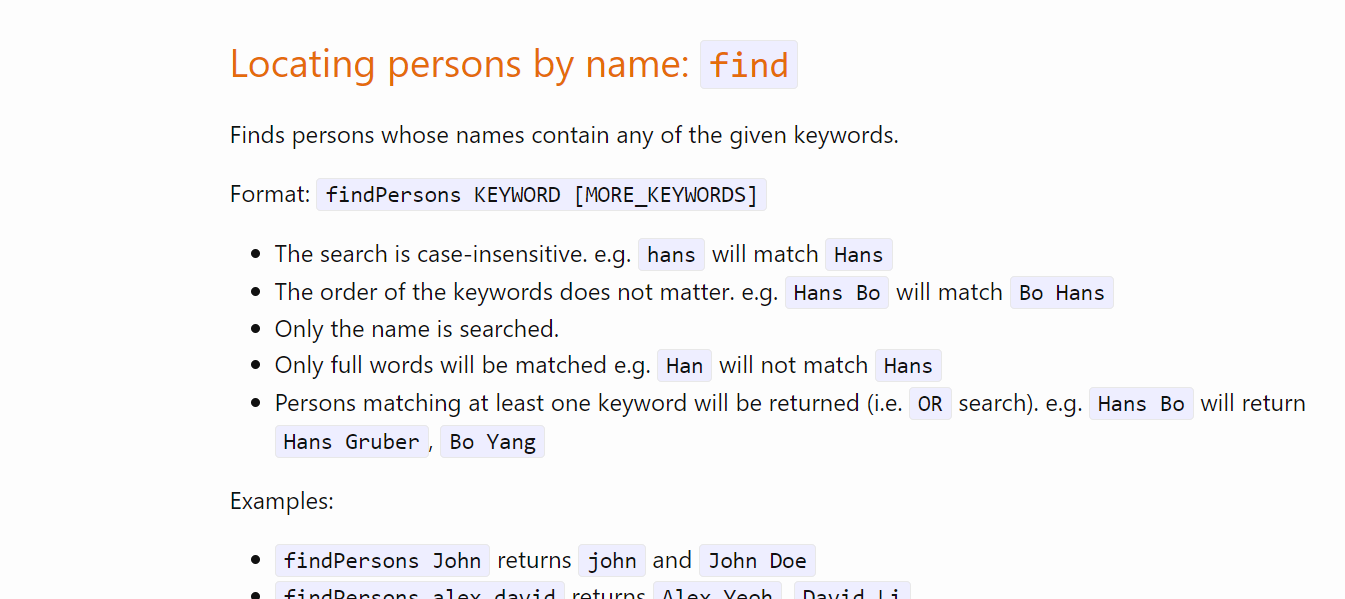 Locating persons by name: find
Finds persons whose names contain any of the given keywords.
Format: findPersons KEYWORD [MORE_KEYWORDS]
• The search is case-insensitive. e.g. hans will match Hans
• The order of the keywords does not matter. e.g. Hans Bo will match Bo Hans
• Only the name is searched.
• Only full words will be matched e.g. Han will not match Hans
• Persons matching at least one keyword will be returned (i.e. OR search). e.g. Hans Bo will return
Hans Gruber, Bo Yang
Examples:
• findPersons John returns john and John Doe
• findPersons alex david returns Alex Yeoh, David Li